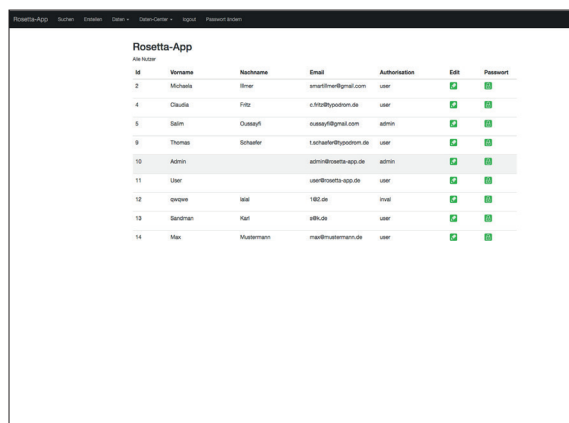 Rosetta-App Suchen Erstellen Daten Daten-Center logout Passwort ändern
Rosetta-App
Alle Nutzer
Id Vorname Nachname Email Authorisation Edit Passwort
2 Michaela Illmer smartillmer@gmail.com user
4 Claudia Fritz c.fritz@typodrom.de user
5 Salim Oussayfi oussayfi@gmail.com admin
9 Thomas Schaefer t.schaefer@typodrom.de user
10 Admin admin@rosetta-app.de admin
11 User user@rosetta-app.de user
12 qwqwe lalal 1@2.de inval
13 Sandman Karl s@k.de user
14 Max Mustermann max@mustermann.de user